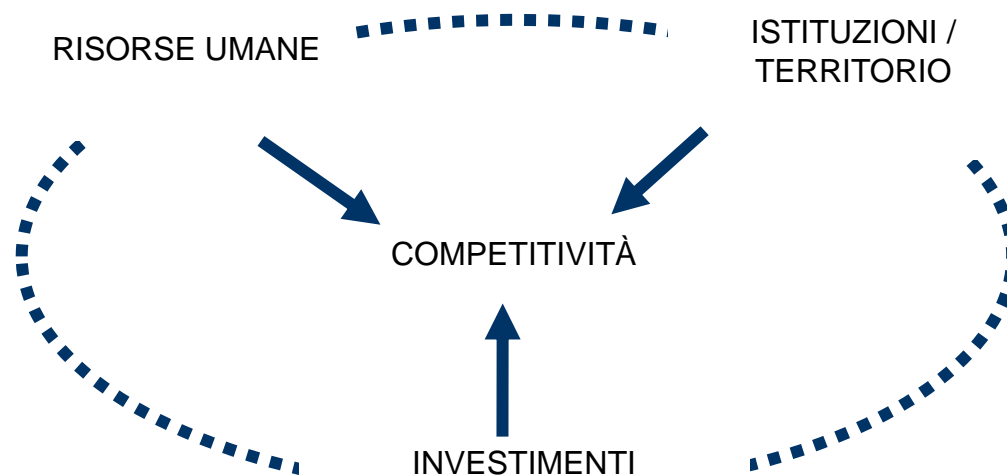 RISORSE UMANE
ISTITUZIONI /
TERRITORIO
COMPETITIVITÀ
INVESTIMENTI